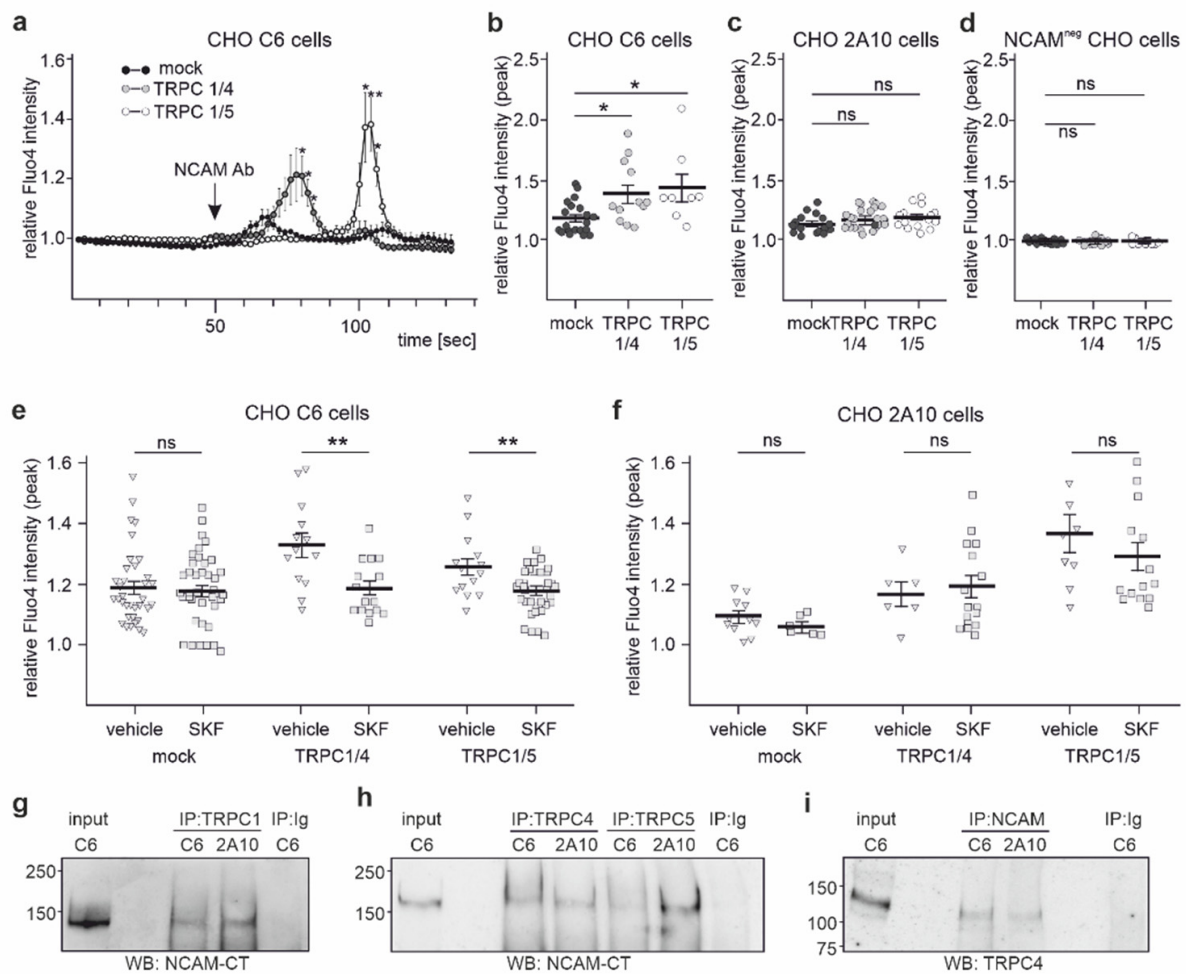 a
CHO C6 cells
mock
TRPC 1/4
TRPC 1/5
NCAM Ab
* * *
*
*
* *
*
relative Fluo4 intensity
1.6
1.4
1.2
1.0
50
100
time [sec]
b
CHO C6 cells
relative Fluo4 intensity (peak)
2.5
2.0
1.5
1.0
*
*
mock
TRPC
1/4
TRPC
1/5
c
CHO 2A10 cells
relative Fluo4 intensity (peak)
2.5
2.0
1.5
1.0
ns
ns
mock
TRPC
1/4
TRPC
1/5
d
NCAMneg CHO cells
relative Fluo4 intensity (peak)
2.5
2.0
1.5
1.0
ns
ns
mock
TRPC
1/4
TRPC
1/5
e
CHO C6 cells
relative Fluo4 intensity (peak)
1.6
1.4
1.2
1.0
ns
**
**
vehicle SKF vehicle SKF vehicle SKF
mock TRPC1/4 TRPC1/5
f
CHO 2A10 cells
relative Fluo4 intensity (peak)
1.6
1.4
1.2
1.0
ns
ns
ns
vehicle SKF vehicle SKF vehicle SKF
mock TRPC1/4 TRPC1/5
g
input IP:TRPC1 IP:Ig
C6 C6 2A10 C6
250
150
WB: NCAM-CT
h
input IP:TRPC4 IP:TRPC5 IP:Ig
C6 C6 2A10 C6 2A10 C6
250
150
WB: NCAM-CT
i
input IP:NCAM IP:Ig
C6 C6 2A10 C6
150
100
75
WB: TRPC4